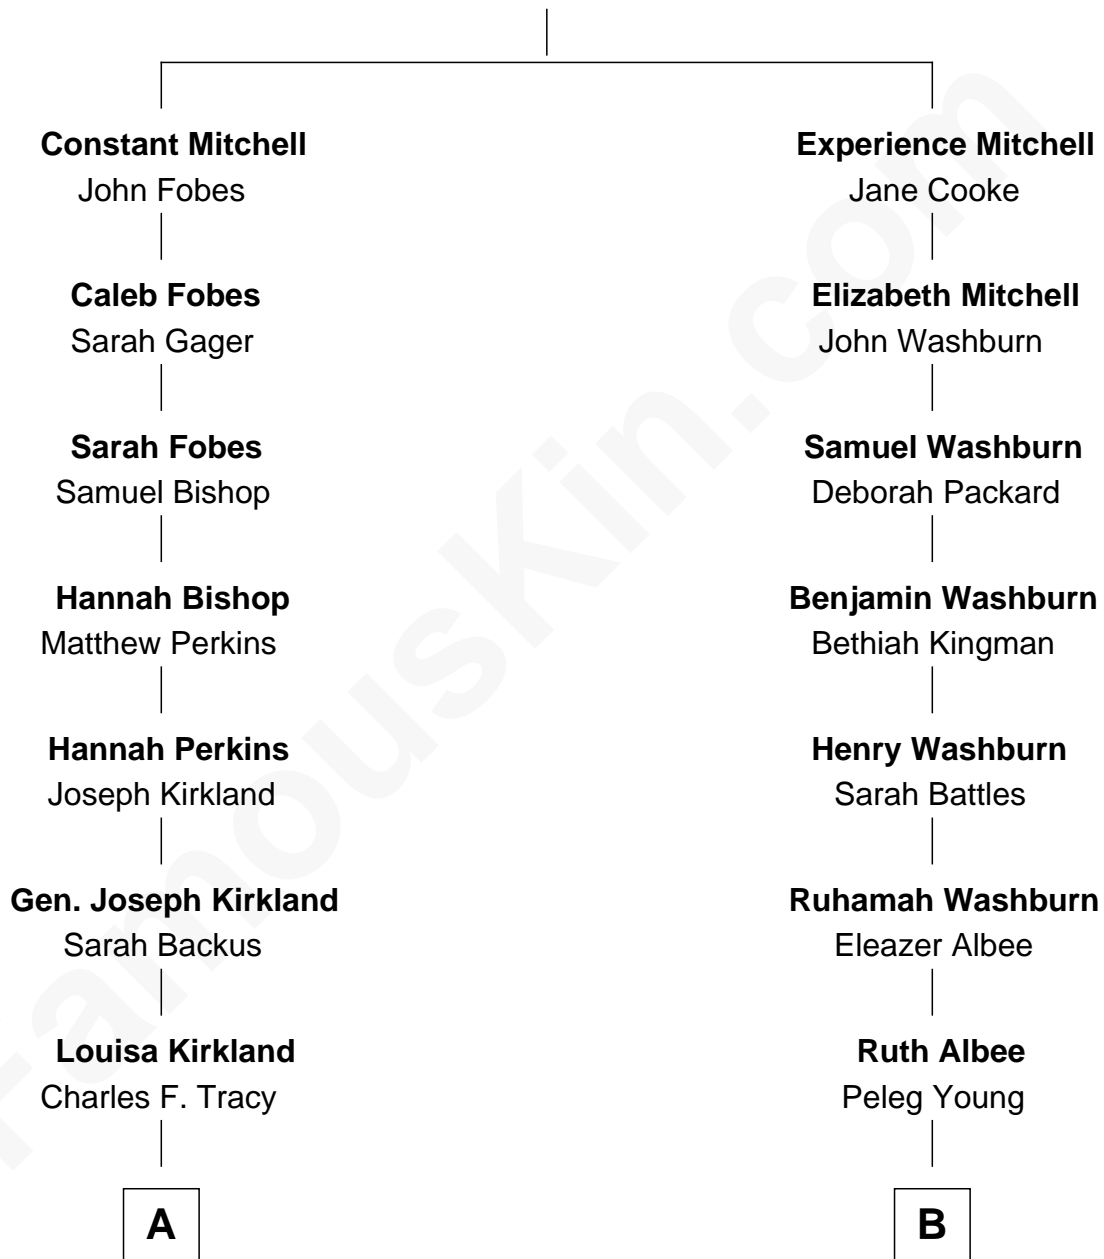 Constant Mitchell
John Fobes
Experience Mitchell
Jane Cooke
Caleb Fobes
Sarah Gager
Elizabeth Mitchell
John Washburn
Sarah Fobes
Samuel Bishop
Samuel Washburn
Deborah Packard
Hannah Bishop
Matthew Perkins
Benjamin Washburn
Bethiah Kingman
Hannah Perkins
Joseph Kirkland
Henry Washburn
Sarah Battles
Gen. Joseph Kirkland
Sarah Backus
Ruhamah Washburn
Eleazer Albee
Louisa Kirkland
Charles F. Tracy
Ruth Albee
Peleg Young
A
B
FamousKin.com